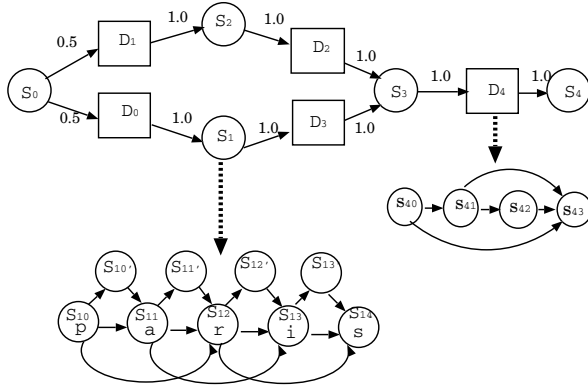 0.5 D1 1.0 S2 1.0 D2 1.0
S0 S3 1.0 D4 1.0 S4
0.5 D0 1.0 S1 1.0 D3 1.0
s40 s41 s42 s43
S10' S11' S12' S13
S10 p S11 a S12 r S13 i S14 s